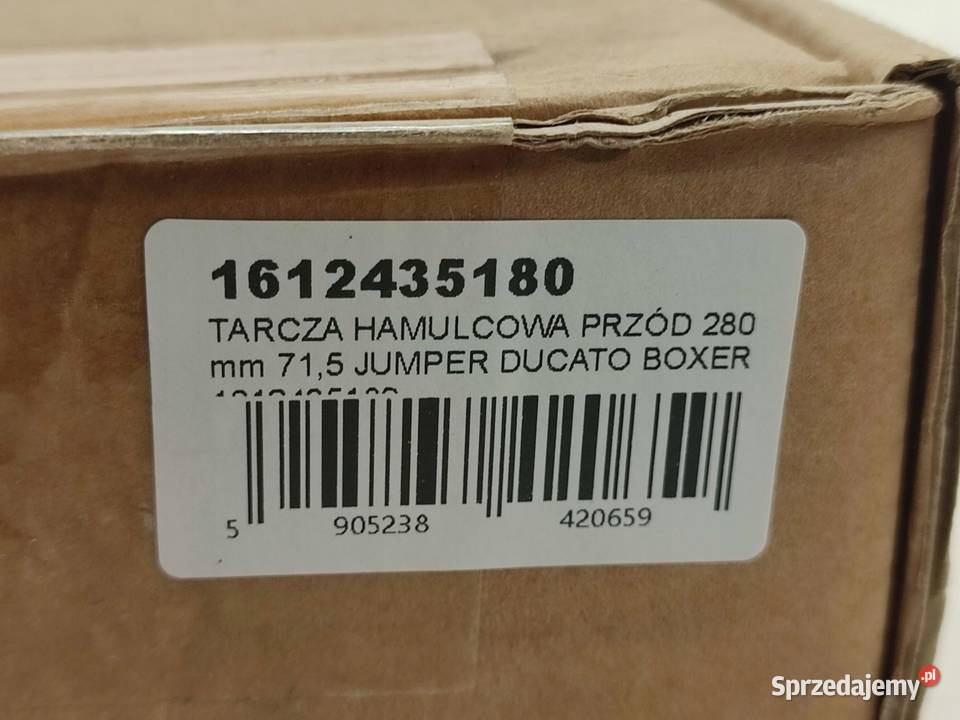 1612435180
TARCZA HAMULCOWA PRZÓD 280
mm 71,5 JUMPER DUCATO BOXER
5 905238 420659
Sprzedajemy.pl